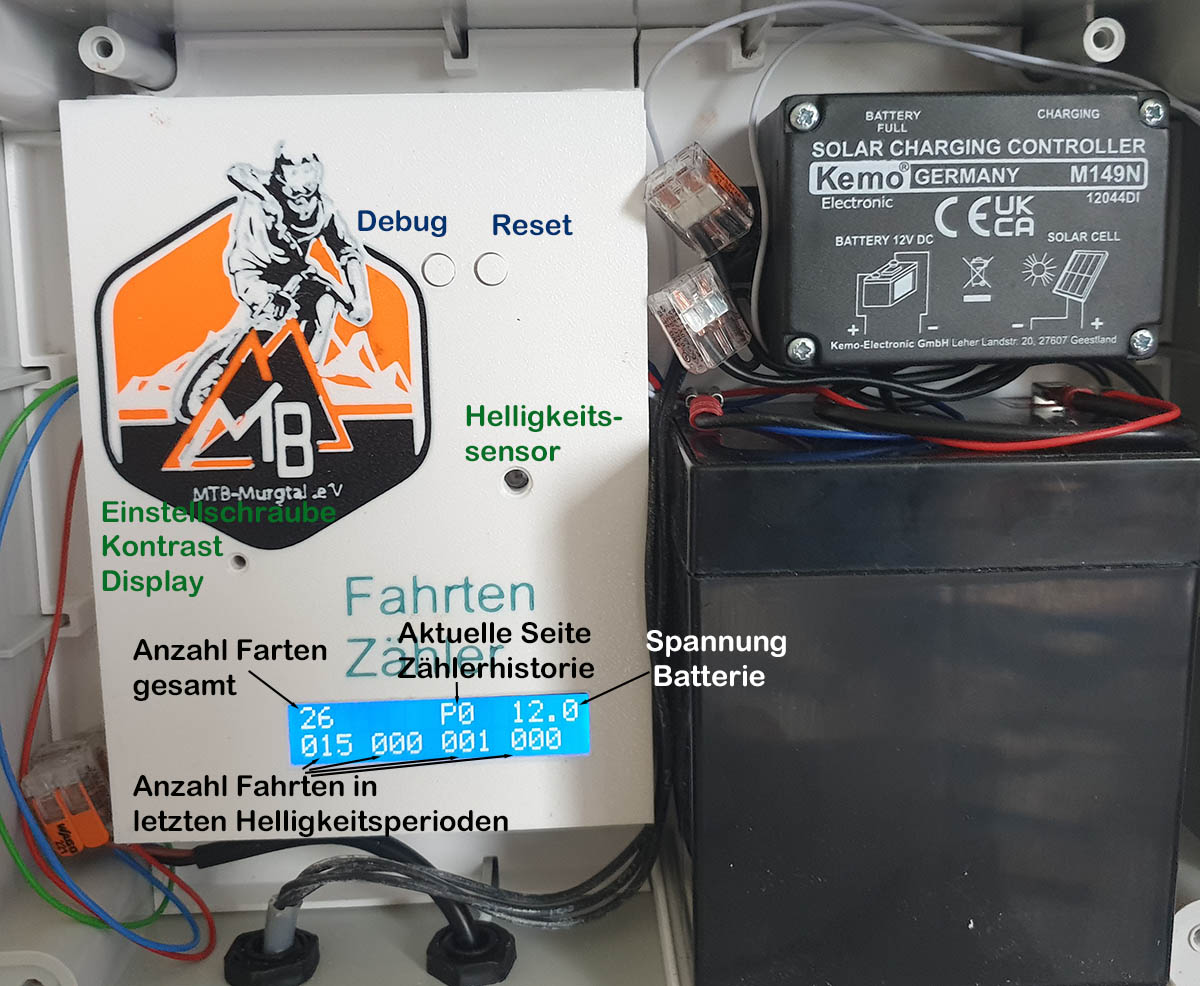 BATTERY
FULL
CHARGING
SOLAR CHARGING CONTROLLER
Kemo® GERMANY M149N
Electronic
12044DI
CE UK
CA
BATTERY 12V DC
SOLAR CELL
+ - - +
Kemo-Electronic GmbH Leher Landstr. 20, 27607 Geestland
Debug
Reset
Helligkeits-
sensor
MB
MTB-Murgtal e.V
Einstellschraube
Kontrast
Display
Fahrten
Zähler
Anzahl Farten
gesamt
Aktuelle Seite
Zählerhistorie
Spannung
Batterie
26 P0 12.0
015 000 001 000
Anzahl Fahrten in
letzten Helligkeitsperioden
WAGO
221